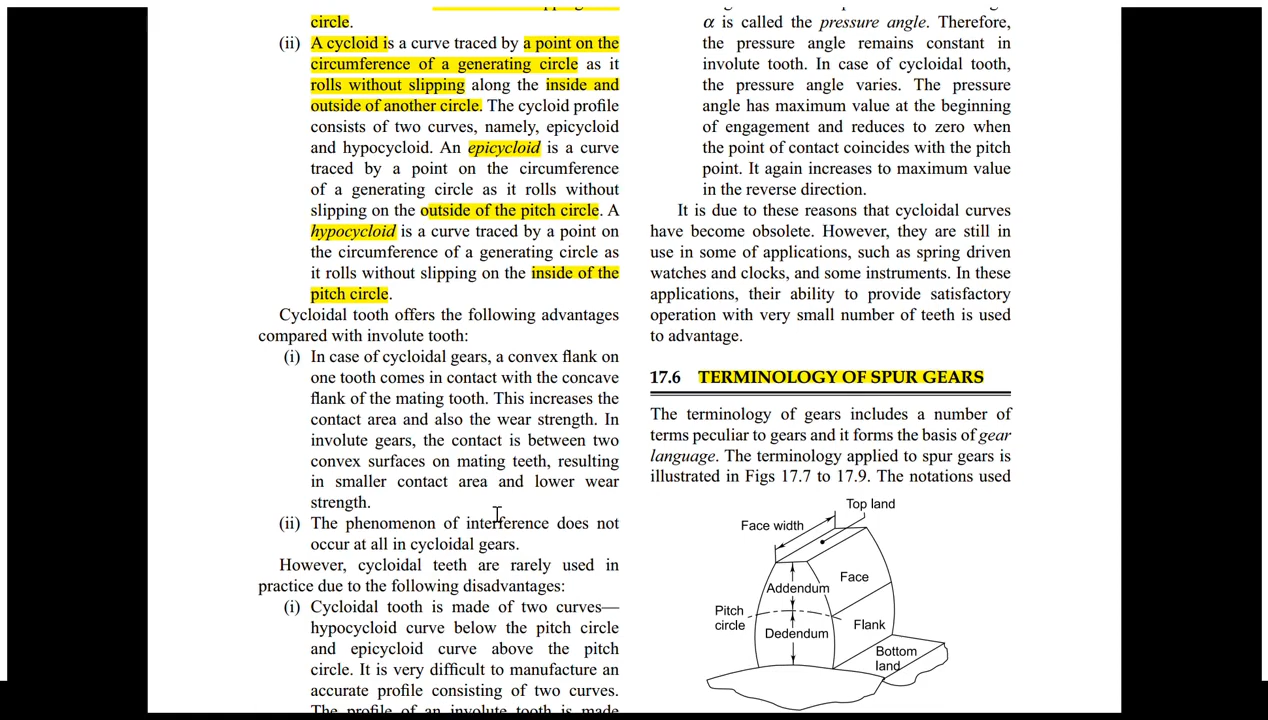 circle.
(ii) A cycloid is a curve traced by a point on the
circumference of a generating circle as it
rolls without slipping along the inside and
outside of another circle. The cycloid profile
consists of two curves, namely, epicycloid
and hypocycloid. An epicycloid is a curve
traced by a point on the circumference
of a generating circle as it rolls without
slipping on the outside of the pitch circle. A
hypocycloid is a curve traced by a point on
the circumference of a generating circle as
it rolls without slipping on the inside of the
pitch circle.
Cycloidal tooth offers the following advantages
compared with involute tooth:
(i) In case of cycloidal gears, a convex flank on
one tooth comes in contact with the concave
flank of the mating tooth. This increases the
contact area and also the wear strength. In
involute gears, the contact is between two
convex surfaces on mating teeth, resulting
in smaller contact area and lower wear
strength.
(ii) The phenomenon of interference does not
occur at all in cycloidal gears.
However, cycloidal teeth are rarely used in
practice due to the following disadvantages:
(i) Cycloidal tooth is made of two curves—
hypocycloid curve below the pitch circle
and epicycloid curve above the pitch
circle. It is very difficult to manufacture an
accurate profile consisting of two curves.
The profile of an involute tooth is made
α is called the pressure angle. Therefore,
the pressure angle remains constant in
involute tooth. In case of cycloidal tooth,
the pressure angle varies. The pressure
angle has maximum value at the beginning
of engagement and reduces to zero when
the point of contact coincides with the pitch
point. It again increases to maximum value
in the reverse direction.
It is due to these reasons that cycloidal curves
have become obsolete. However, they are still in
use in some of applications, such as spring driven
watches and clocks, and some instruments. In these
applications, their ability to provide satisfactory
operation with very small number of teeth is used
to advantage.
17.6 TERMINOLOGY OF SPUR GEARS
The terminology of gears includes a number of
terms peculiar to gears and it forms the basis of gear
language. The terminology applied to spur gears is
illustrated in Figs 17.7 to 17.9. The notations used
Top land
Face width
Face
Addendum
Pitch
circle
Flank
Dedendum
Bottom
land